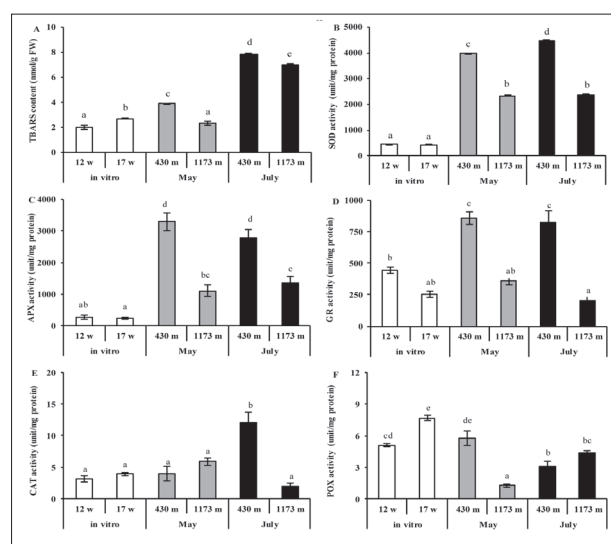 A
TBARS content (nmol/g FW)
10
8
6
4
2
0
a
b
c
a
d
e
12 w
17 w
430 m
1173 m
430 m
1173 m
in vitro
May
July
B
SOD activity (unit/mg protein)
5000
4000
3000
2000
1000
0
a
a
c
b
d
b
12 w
17 w
430 m
1173 m
430 m
1173 m
in vitro
May
July
C
APX activity (unit/mg protein)
4000
3000
2000
1000
0
ab
a
d
bc
d
c
12 w
17 w
430 m
1173 m
430 m
1173 m
in vitro
May
July
D
GR activity (unit/mg protein)
1000
750
500
250
0
b
ab
c
ab
c
a
12 w
17 w
430 m
1173 m
430 m
1173 m
in vitro
May
July
E
CAT activity (unit/mg protein)
20
15
10
5
0
a
a
a
a
b
a
12 w
17 w
430 m
1173 m
430 m
1173 m
in vitro
May
July
F
POX activity (unit/mg protein)
12
9
6
3
0
cd
e
de
a
b
bc
12 w
17 w
430 m
1173 m
430 m
1173 m
in vitro
May
July